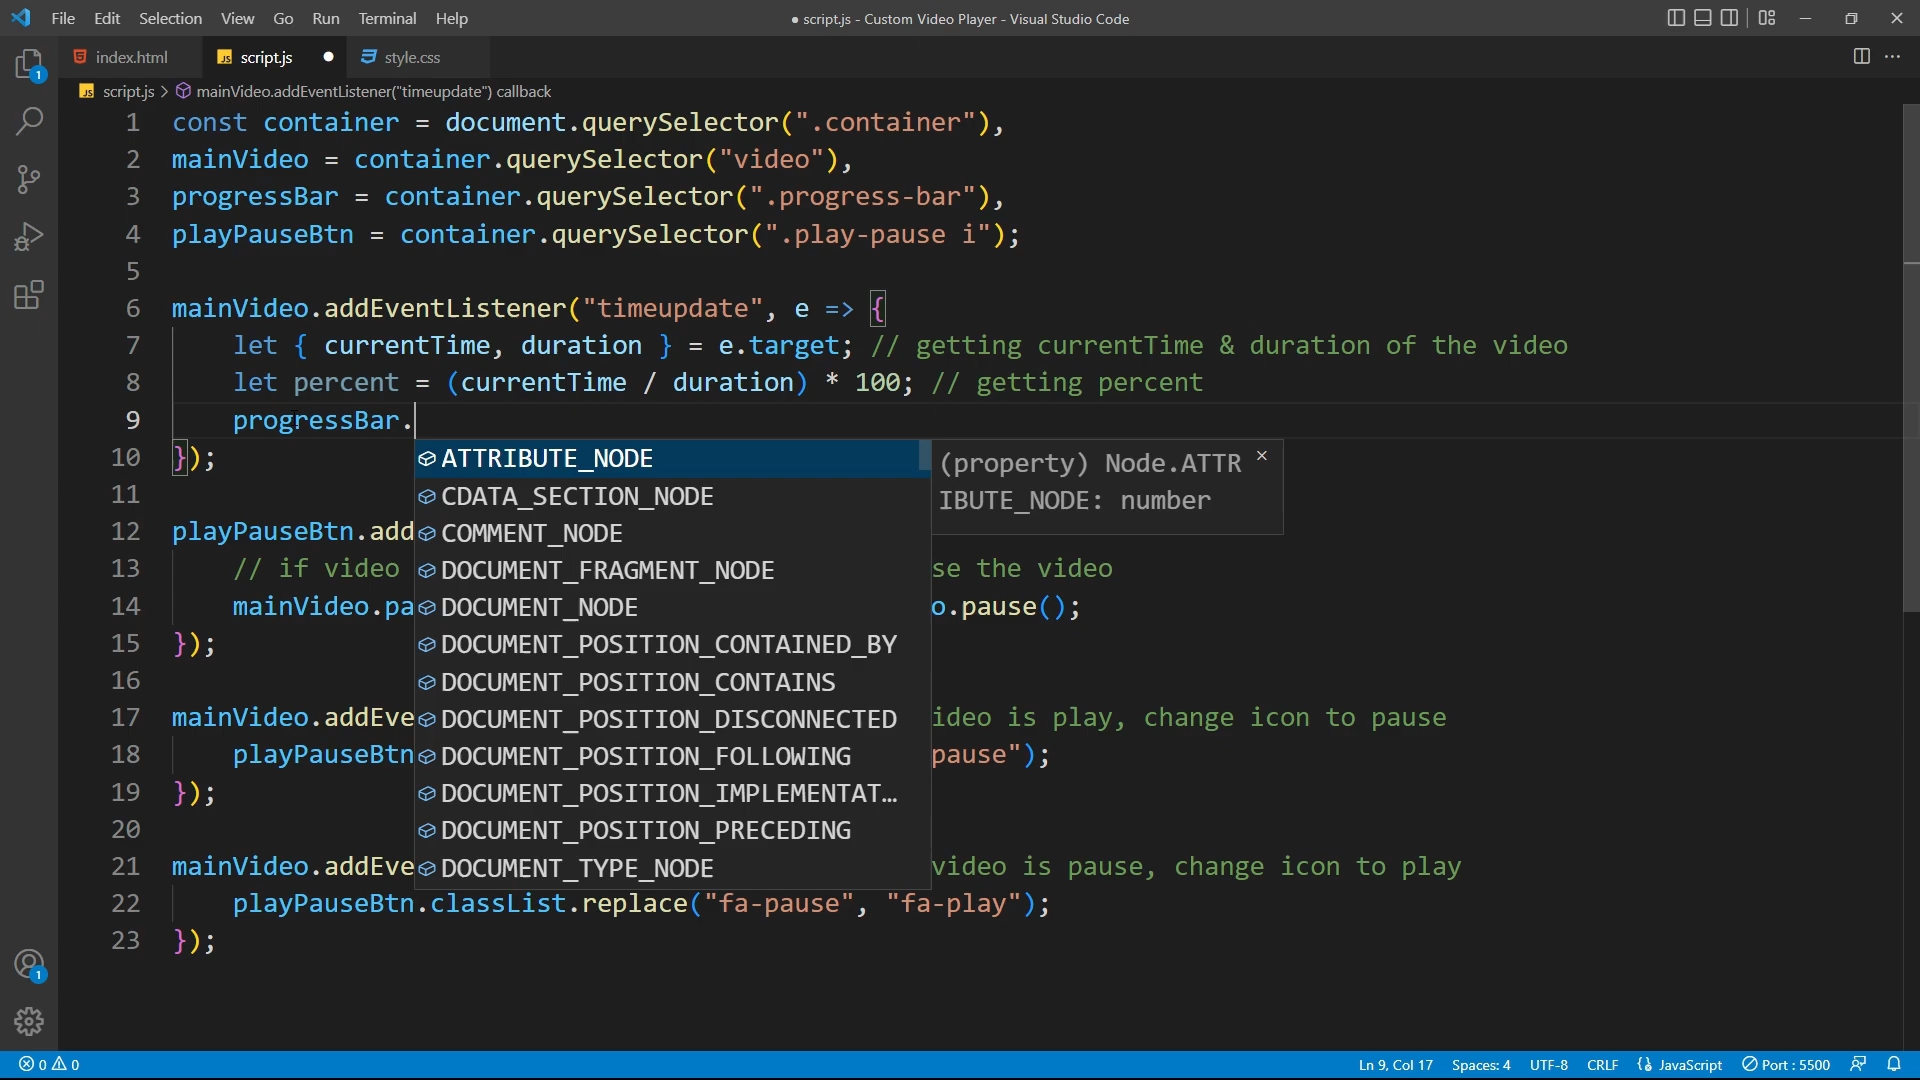 File Edit Selection View Go Run Terminal Help
● script.js - Custom Video Player - Visual Studio Code
1
index.html
JS script.js ●
style.css
JS script.js > mainVideo.addEventListener("timeupdate") callback
1 const container = document.querySelector(".container"),
2 mainVideo = container.querySelector("video"),
3 progressBar = container.querySelector(".progress-bar"),
4 playPauseBtn = container.querySelector(".play-pause i");
5
6 mainVideo.addEventListener("timeupdate", e => {
7 let { currentTime, duration } = e.target; // getting currentTime & duration of the video
8 let percent = (currentTime / duration) * 100; // getting percent
9 progressBar.
10 });
11
12 playPauseBtn.add
13 // if video se the video
14 mainVideo.pa o.pause();
15 });
16
17 mainVideo.addEve ideo is play, change icon to pause
18 playPauseBtn pause");
19 });
20
21 mainVideo.addEve video is pause, change icon to play
22 playPauseBtn.classList.replace("fa-pause", "fa-play");
23 });
ATTRIBUTE_NODE
CDATA_SECTION_NODE
COMMENT_NODE
DOCUMENT_FRAGMENT_NODE
DOCUMENT_NODE
DOCUMENT_POSITION_CONTAINED_BY
DOCUMENT_POSITION_CONTAINS
DOCUMENT_POSITION_DISCONNECTED
DOCUMENT_POSITION_FOLLOWING
DOCUMENT_POSITION_IMPLEMENTAT…
DOCUMENT_POSITION_PRECEDING
DOCUMENT_TYPE_NODE
(property) Node.ATTR
IBUTE_NODE: number
1
0 0
Ln 9, Col 17 Spaces: 4 UTF-8 CRLF {} JavaScript Port : 5500